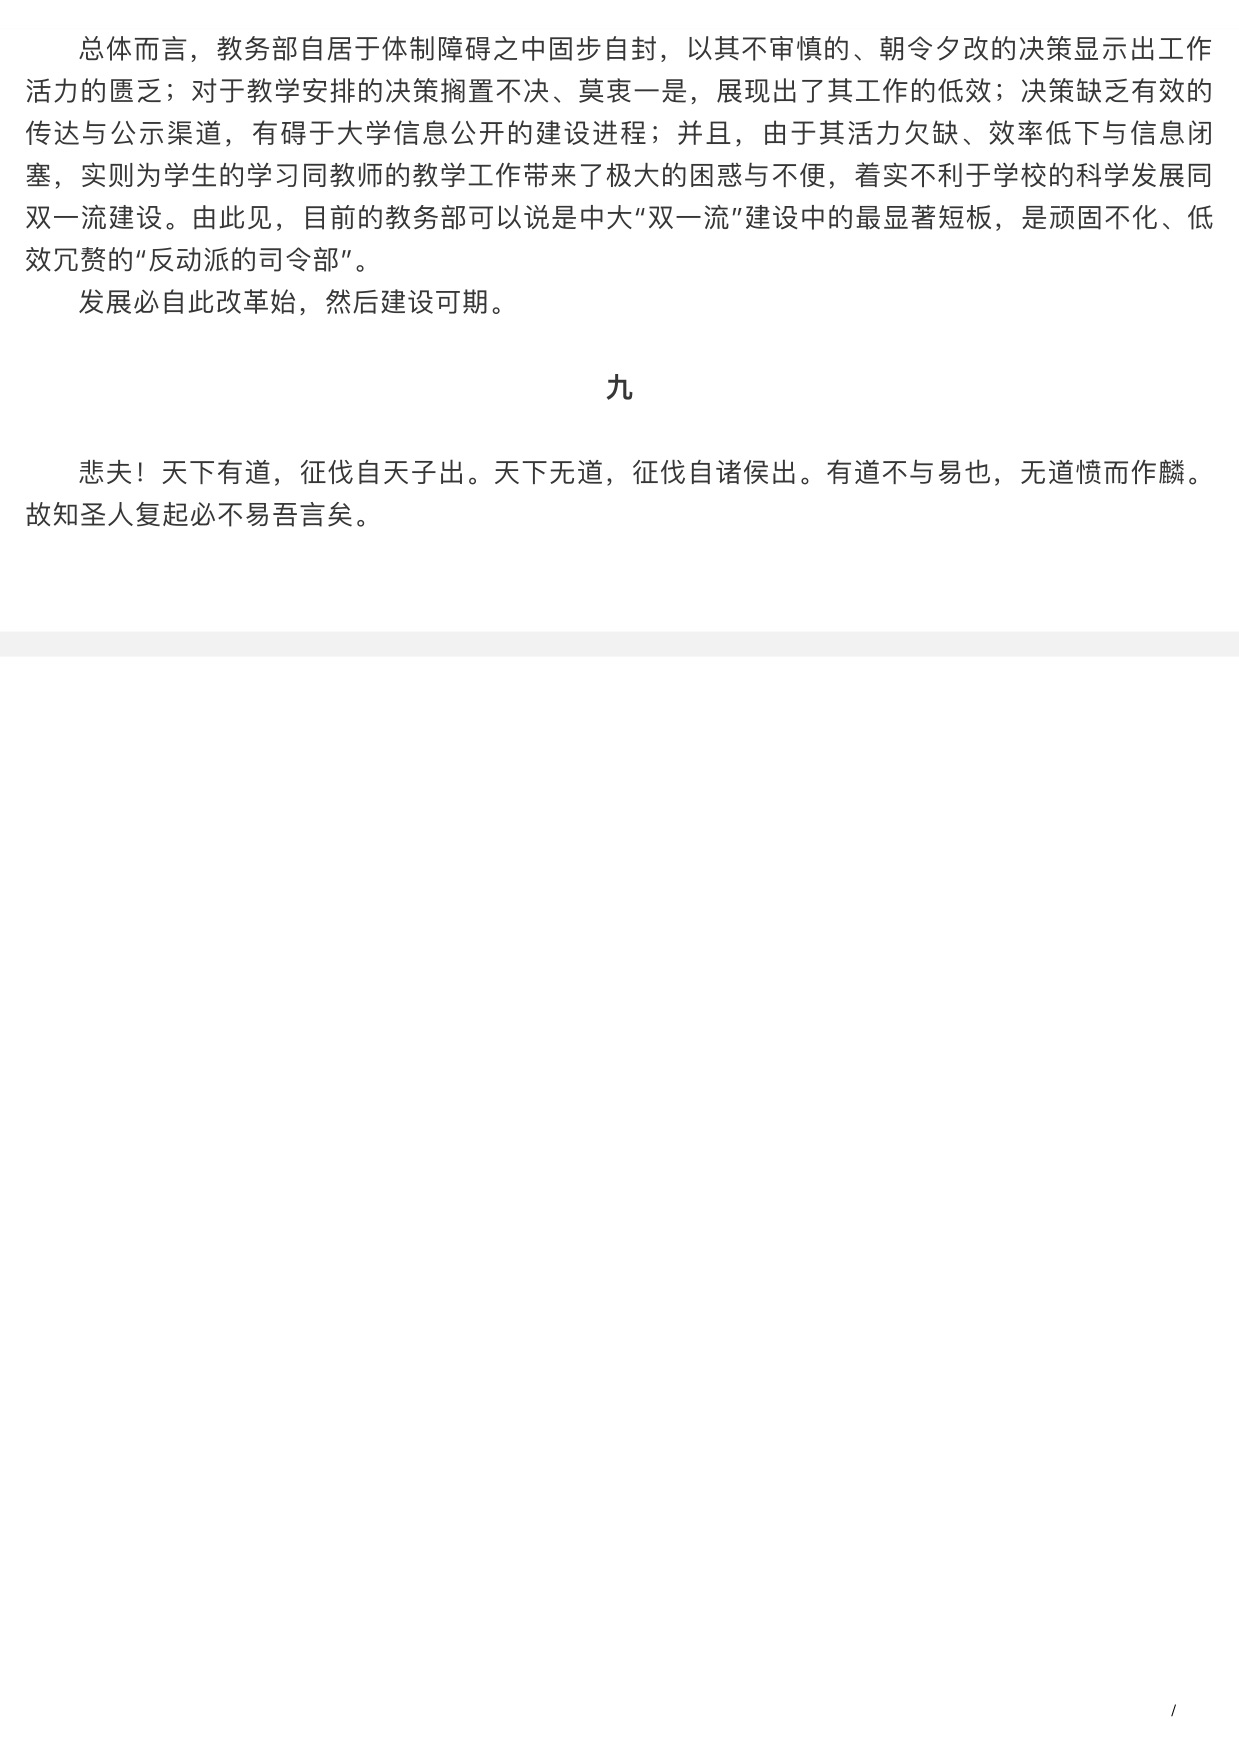 总体而言，教务部自居于体制障碍之中固步自封，以其不审慎的、朝令夕改的决策显示出工作
活力的匮乏；对于教学安排的决策搁置不决、莫衷一是，展现出了其工作的低效；决策缺乏有效的
传达与公示渠道，有碍于大学信息公开的建设进程；并且，由于其活力欠缺、效率低下与信息闭
塞，实则为学生的学习同教师的教学工作带来了极大的困惑与不便，着实不利于学校的科学发展同
双一流建设。由此见，目前的教务部可以说是中大“双一流”建设中的最显著短板，是顽固不化、低
效冗赘的“反动派的司令部”。
发展必自此改革始，然后建设可期。
九
悲夫！天下有道，征伐自天子出。天下无道，征伐自诸侯出。有道不与易也，无道愤而作麟。
故知圣人复起必不易吾言矣。
/